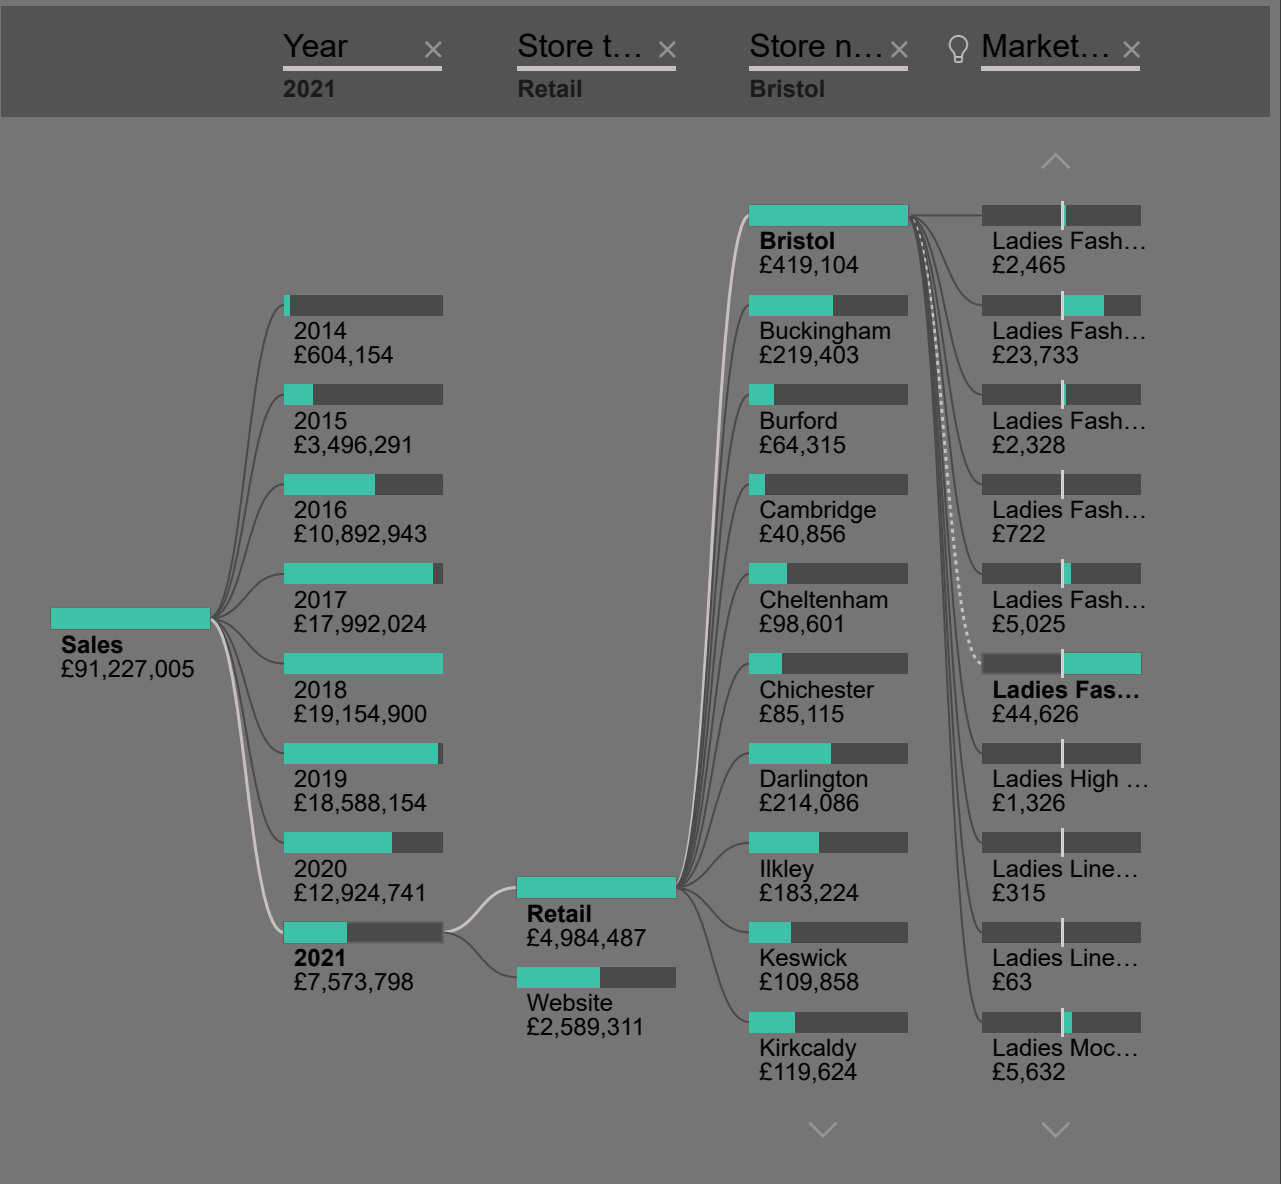 Year
Store t…
Store n…
Market…
2021
Retail
Bristol
Sales
£91,227,005
2014
£604,154
2015
£3,496,291
2016
£10,892,943
2017
£17,992,024
2018
£19,154,900
2019
£18,588,154
2020
£12,924,741
2021
£7,573,798
Retail
£4,984,487
Website
£2,589,311
Bristol
£419,104
Buckingham
£219,403
Burford
£64,315
Cambridge
£40,856
Cheltenham
£98,601
Chichester
£85,115
Darlington
£214,086
Ilkley
£183,224
Keswick
£109,858
Kirkcaldy
£119,624
Ladies Fash…
£2,465
Ladies Fash…
£23,733
Ladies Fash…
£2,328
Ladies Fash…
£722
Ladies Fash…
£5,025
Ladies Fas…
£44,626
Ladies High …
£1,326
Ladies Line…
£315
Ladies Line…
£63
Ladies Moc…
£5,632